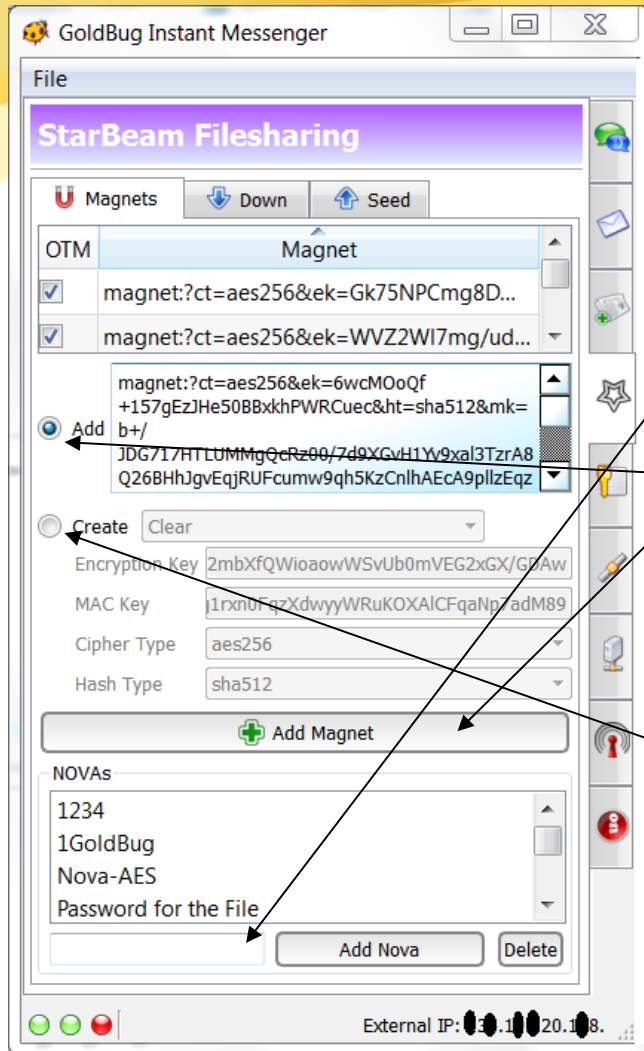 GoldBug Instant Messenger
File
StarBeam Filesharing
Magnets Down Seed
OTM Magnet
magnet:?ct=aes256&ek=Gk75NPCmg8D...
magnet:?ct=aes256&ek=WVZ2WI7mg/ud...
Add
magnet:?ct=aes256&ek=6wcMOoQf
+157gEzJHe50BBxkhPWRCuec&ht=sha512&mk=
b+/
JDG717HTLUMMgQcRz00/7d9XGvH1Yv9xal3TzrA8
Q26BHhJgvEqjRUFcumw9qh5KzCnlhAEcA9pllzEqz
Create Clear
Encryption Key 2mbXfQWioaowWSvUb0mVEG2xGX/GDAw
MAC Key
Cipher Type aes256
Hash Type sha512
Add Magnet
NOVAs
1234
1GoldBug
Nova-AES
Password for the File
Add Nova Delete
External IP: